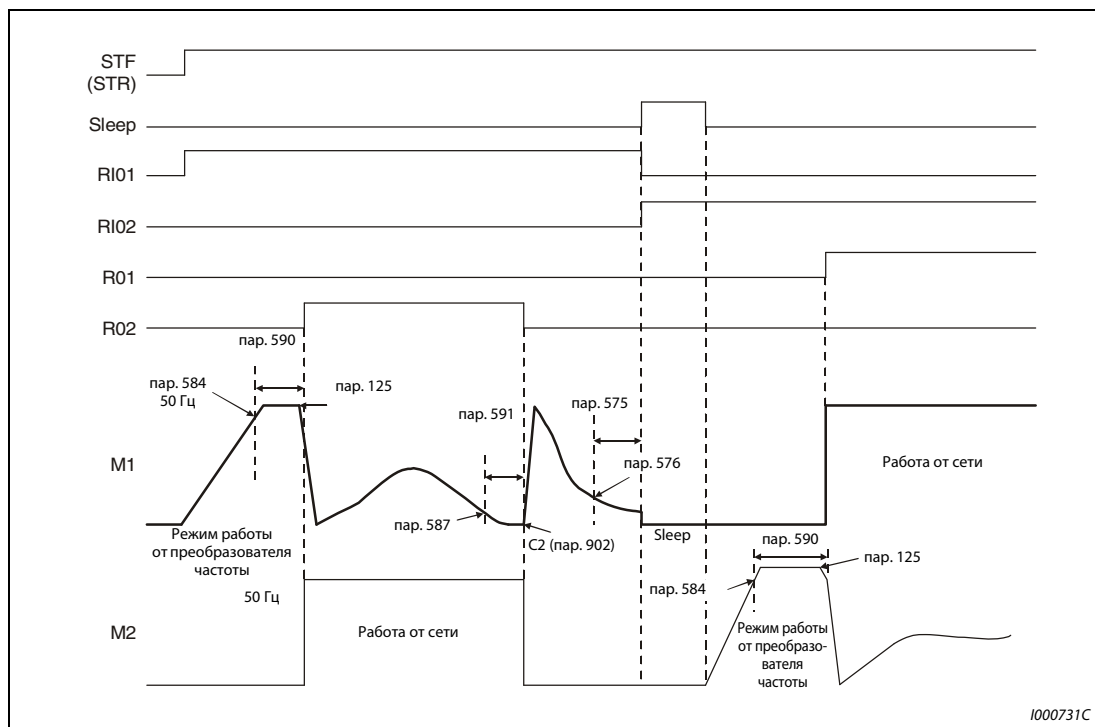 STF
(STR)
Sleep
RI01
RI02
R01
R02
пар. 590
пар. 584
50 Гц
пар. 125
пар. 591
пар. 575
пар. 576
M1
Работа от сети
пар. 587
C2 (пар. 902)
Sleep
Режим работы
от преобразователя
частоты
пар. 590
пар. 125
пар. 584
50 Гц
M2
Работа от сети
Режим работы
от преобразо-
вателя
частоты
I000731C